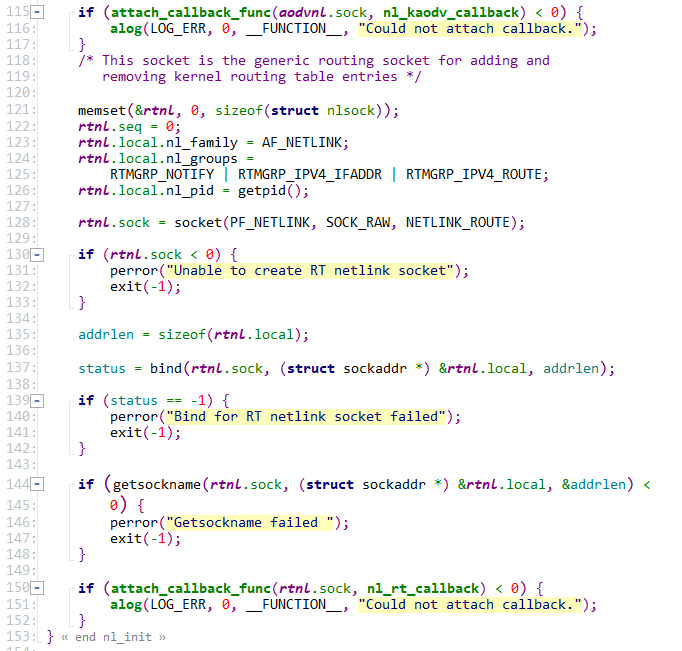 115: if (attach_callback_func(aodvnl.sock, nl_kaodv_callback) < 0) {
116: alog(LOG_ERR, 0, __FUNCTION__, "Could not attach callback.");
117: }
118: /* This socket is the generic routing socket for adding and
119: removing kernel routing table entries */
120:
121: memset(&rtnl, 0, sizeof(struct nlsock));
122: rtnl.seq = 0;
123: rtnl.local.nl_family = AF_NETLINK;
124: rtnl.local.nl_groups =
125: RTMGRP_NOTIFY | RTMGRP_IPV4_IFADDR | RTMGRP_IPV4_ROUTE;
126: rtnl.local.nl_pid = getpid();
127:
128: rtnl.sock = socket(PF_NETLINK, SOCK_RAW, NETLINK_ROUTE);
129:
130: if (rtnl.sock < 0) {
131: perror("Unable to create RT netlink socket");
132: exit(-1);
133: }
134:
135: addrlen = sizeof(rtnl.local);
136:
137: status = bind(rtnl.sock, (struct sockaddr *) &rtnl.local, addrlen);
138:
139: if (status == -1) {
140: perror("Bind for RT netlink socket failed");
141: exit(-1);
142: }
143:
144: if (getsockname(rtnl.sock, (struct sockaddr *) &rtnl.local, &addrlen) <
145: 0) {
146: perror("Getsockname failed ");
147: exit(-1);
148: }
149:
150: if (attach_callback_func(rtnl.sock, nl_rt_callback) < 0) {
151: alog(LOG_ERR, 0, __FUNCTION__, "Could not attach callback.");
152: }
153: } « end nl_init »